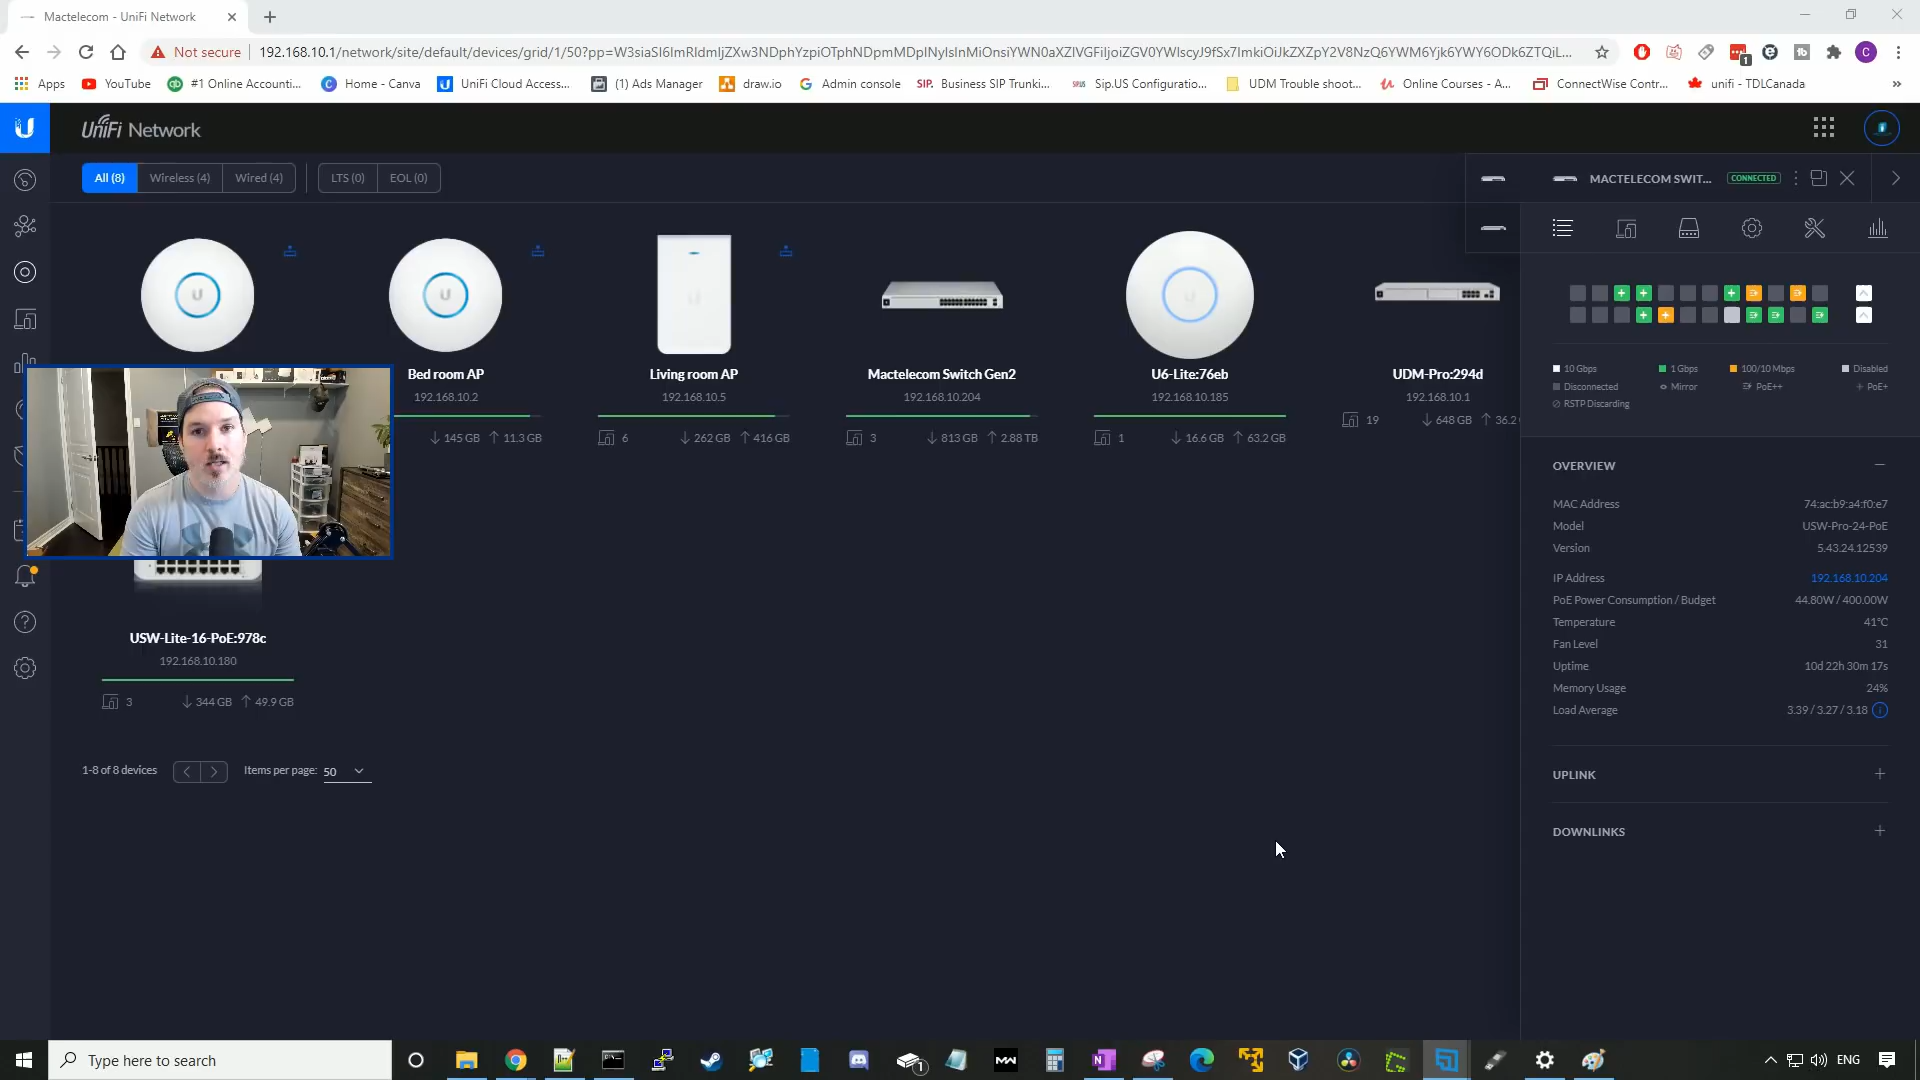 Mactelecom - UniFi Network
Not secure
192.168.10.1/network/site/default/devices/grid/1/50?pp=
Apps
YouTube
#1 Online Accounti...
Home - Canva
UniFi Cloud Access...
(1) Ads Manager
draw.io
Admin console
SIP. Business SIP Trunki...
Sip.US Configuratio...
UDM Trouble shoot...
Online Courses - A...
ConnectWise Contr...
unifi - TDLCanada
UniFi Network
All (8)
Wireless (4)
Wired (4)
LTS (0)
EOL (0)
MACTELECOM SWIT...
CONNECTED
10 Gbps
1 Gbps
100/10 Mbps
Disabled
Disconnected
Mirror
PoE++
PoE+
RSTP Discarding
Bed room AP
192.168.10.2
145 GB 11.3 GB
Living room AP
192.168.10.5
6 262 GB 416 GB
Mactelecom Switch Gen2
192.168.10.204
3 813 GB 2.88 TB
U6-Lite:76eb
192.168.10.185
1 16.6 GB 63.2 GB
UDM-Pro:294d
192.168.10.1
19 648 GB 36.2
USW-Lite-16-PoE:978c
192.168.10.180
3 344 GB 49.9 GB
1-8 of 8 devices
Items per page: 50
OVERVIEW
MAC Address 74:ac:b9:a4:f0:e7
Model USW-Pro-24-PoE
Version 5.43.24.12539
IP Address 192.168.10.204
PoE Power Consumption / Budget 44.80W / 400.00W
Temperature 41°C
Fan Level 31
Uptime 10d 22h 30m 17s
Memory Usage 24%
Load Average 3.39 / 3.27 / 3.18
UPLINK
DOWNLINKS
Type here to search
ENG